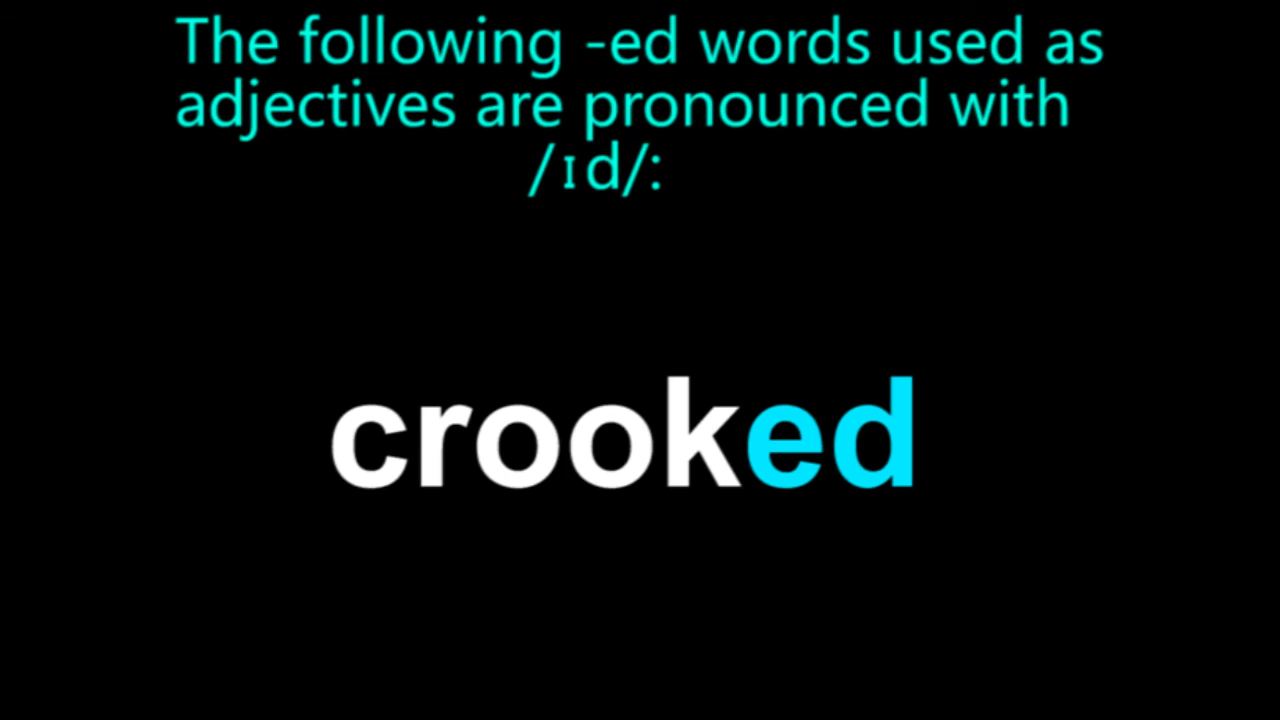 The following -ed words used as
adjectives are pronounced with
/ɪd/:
crooked